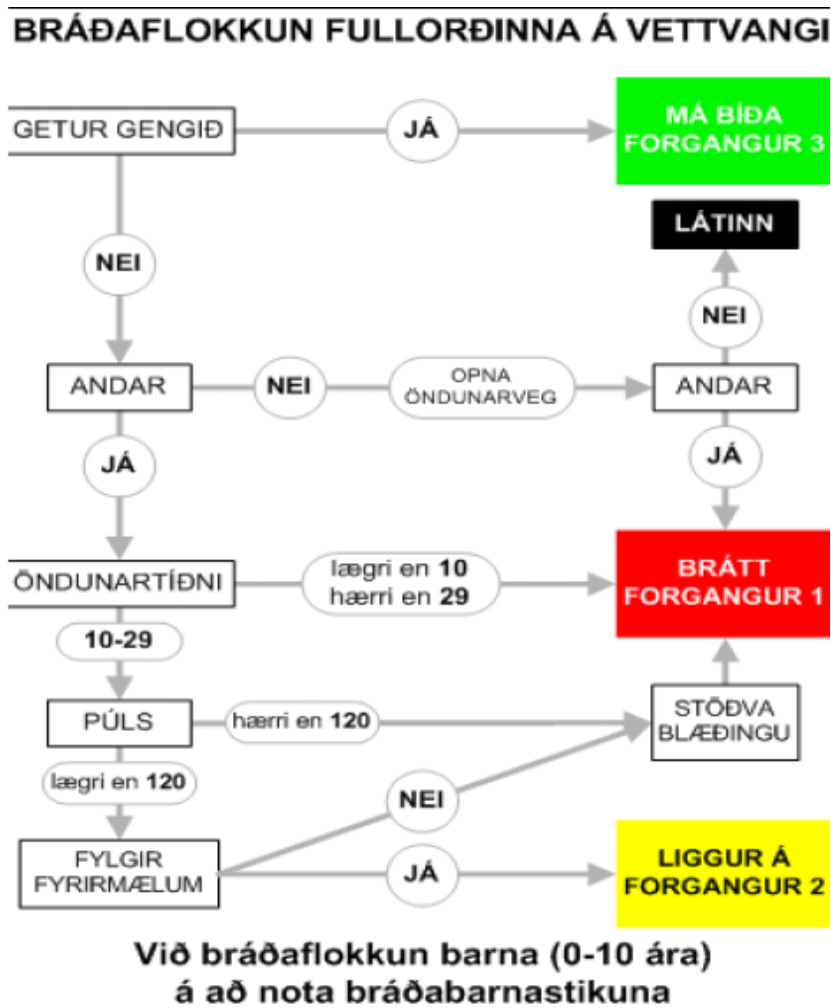 BRÁÐAFLOKKUN FULLORÐINNA Á VETTVANGI
GETUR GENGIÐ
JÁ
MÁ BÍÐA
FORGANGUR 3
NEI
LÁTINN
NEI
ANDAR
NEI
OPNA
ÖNDUNARVEG
ANDAR
JÁ
JÁ
ÖNDUNARTÍÐNI
lægri en 10
hærri en 29
BRÁTT
FORGANGUR 1
10-29
PÚLS
hærri en 120
STÖÐVA
BLÆÐINGU
lægri en 120
NEI
FYLGIR
FYRIRMÆLUM
JÁ
LIGGUR Á
FORGANGUR 2
Við bráðaflokkun barna (0-10 ára)
á að nota bráðabarnastikuna